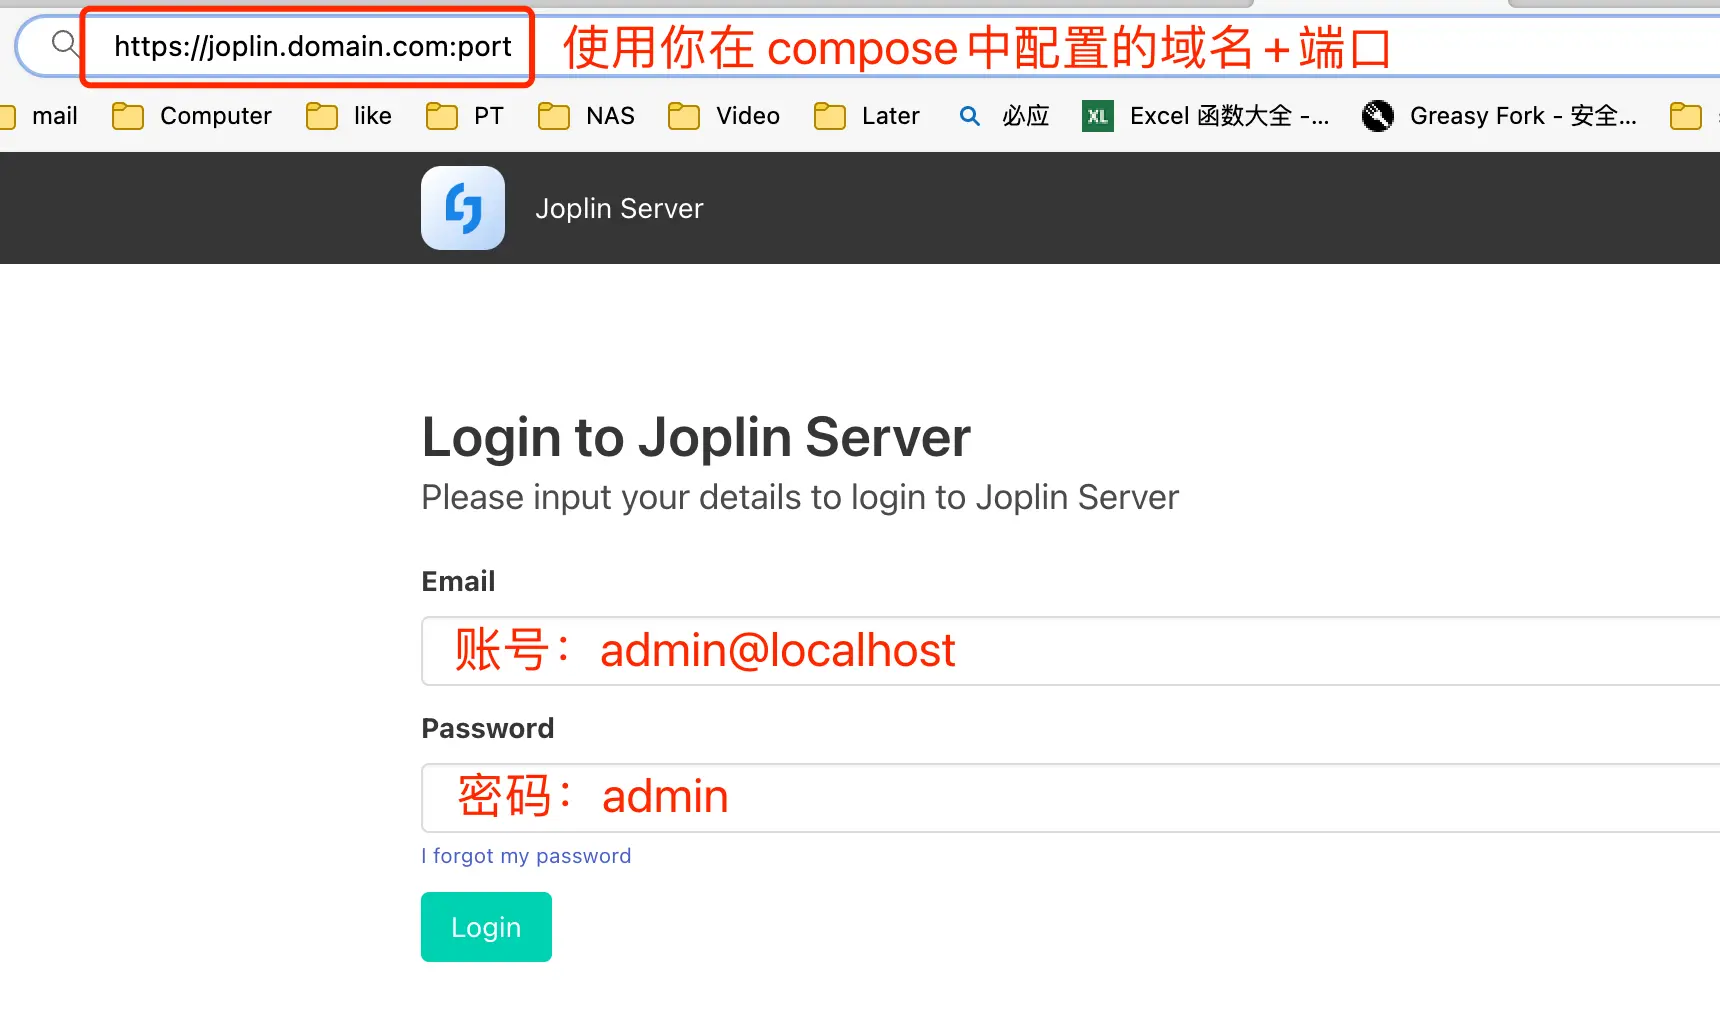 https://joplin.domain.com:port 使用你在 compose 中配置的域名+端口
mail Computer like PT NAS Video Later 必应 XL Excel 函数大全 -... Greasy Fork - 安全...
Joplin Server
Login to Joplin Server
Please input your details to login to Joplin Server
Email
账号：admin@localhost
Password
密码：admin
I forgot my password
Login